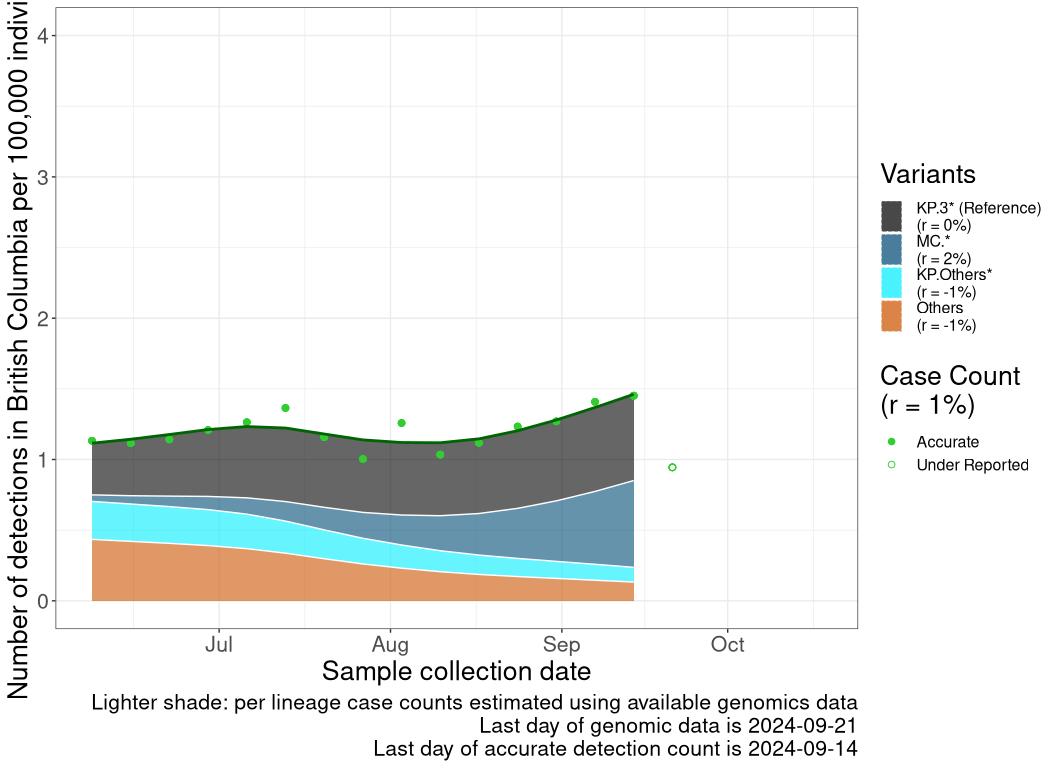 Number of detections in British Columbia per 100,000
4
3
2
1
0
Jul Aug Sep Oct
Sample collection date
Lighter shade: per lineage case counts estimated using available genomics data
Last day of genomic data is 2024-09-21
Last day of accurate detection count is 2024-09-14
Variants
KP.3* (Reference)
(r = 0%)
MC.*
(r = 2%)
KP.Others*
(r = -1%)
Others
(r = -1%)
Case Count
(r = 1%)
Accurate
Under Reported